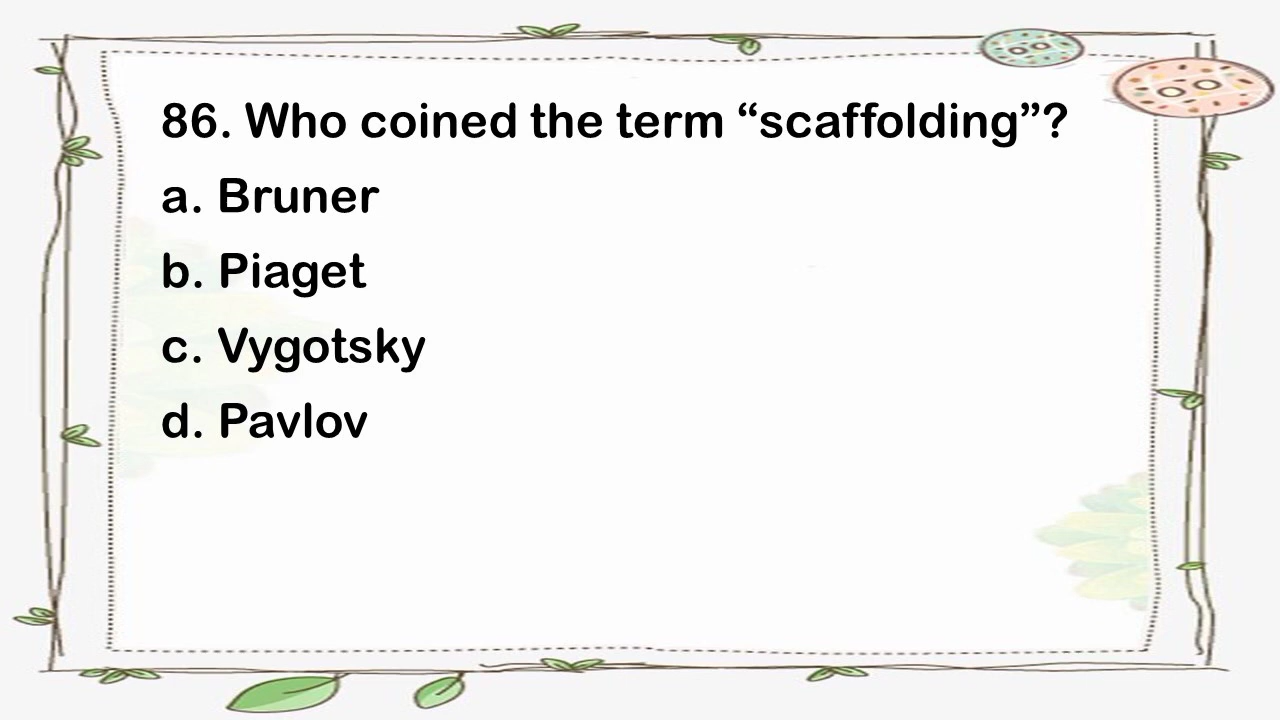 86. Who coined the term “scaffolding”?
a. Bruner
b. Piaget
c. Vygotsky
d. Pavlov